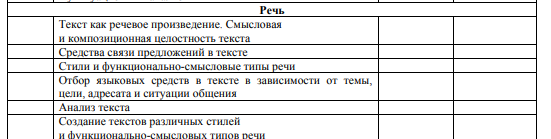 Речь
Текст как речевое произведение. Смысловая
и композиционная целостность текста
Средства связи предложений в тексте
Стили и функционально-смысловые типы речи
Отбор языковых средств в тексте в зависимости от темы,
цели, адресата и ситуации общения
Анализ текста
Создание текстов различных стилей
и функционально-смысловых типов речи